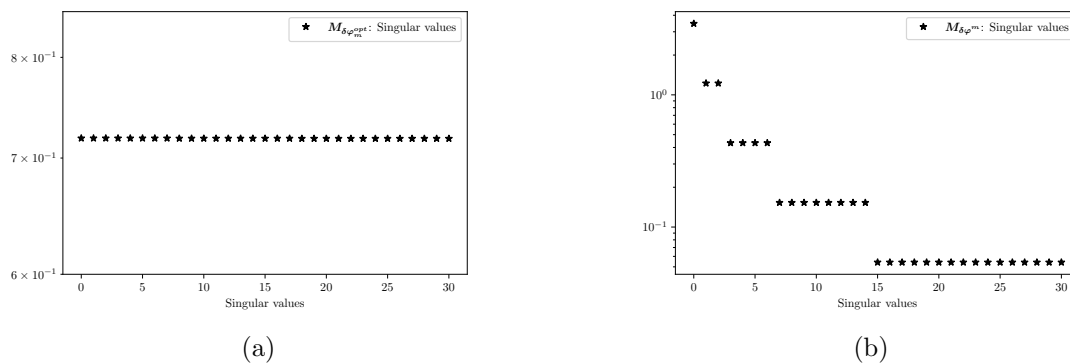 ★ M_{δφ_m^{opt}}: Singular values
8 × 10⁻¹
7 × 10⁻¹
6 × 10⁻¹
0 5 10 15 20 25 30
Singular values
(a)
★ M_{δφ^m}: Singular values
10⁰
10⁻¹
0 5 10 15 20 25 30
Singular values
(b)